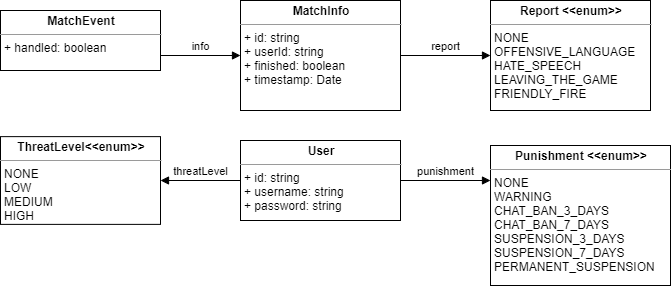 MatchEvent
+ handled: boolean
info
MatchInfo
+ id: string
+ userId: string
+ finished: boolean
+ timestamp: Date
report
Report <<enum>>
NONE
OFFENSIVE_LANGUAGE
HATE_SPEECH
LEAVING_THE_GAME
FRIENDLY_FIRE
ThreatLevel<<enum>>
NONE
LOW
MEDIUM
HIGH
threatLevel
User
+ id: string
+ username: string
+ password: string
punishment
Punishment <<enum>>
NONE
WARNING
CHAT_BAN_3_DAYS
CHAT_BAN_7_DAYS
SUSPENSION_3_DAYS
SUSPENSION_7_DAYS
PERMANENT_SUSPENSION